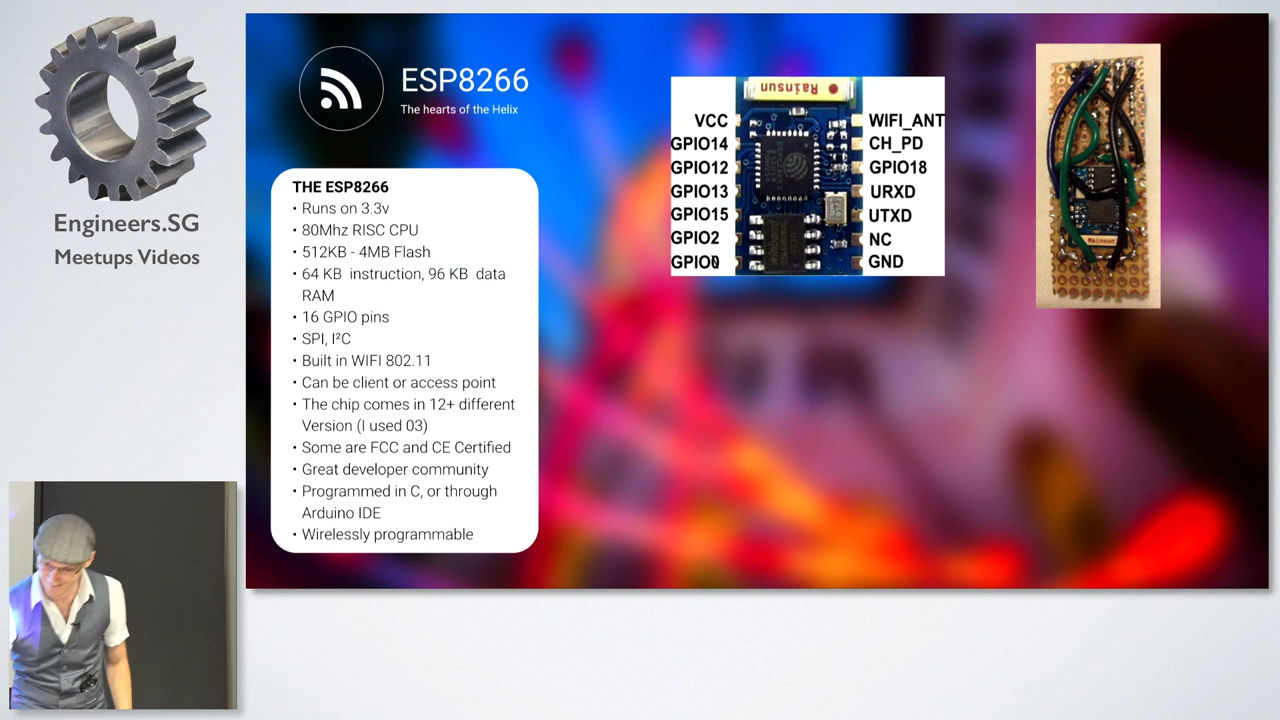 Engineers.SG
Meetups Videos
ESP8266
The hearts of the Helix
THE ESP8266
• Runs on 3.3v
• 80Mhz RISC CPU
• 512KB - 4MB Flash
• 64 KB instruction, 96 KB data
RAM
• 16 GPIO pins
• SPI, I²C
• Built in WIFI 802.11
• Can be client or access point
• The chip comes in 12+ different
Version (I used 03)
• Some are FCC and CE Certified
• Great developer community
• Programmed in C, or through
Arduino IDE
• Wirelessly programmable
Rainsun
VCC
GPIO14
GPIO12
GPIO13
GPIO15
GPIO2
GPIO0
WIFI_ANT
CH_PD
GPIO18
URXD
UTXD
NC
GND
Rainsun